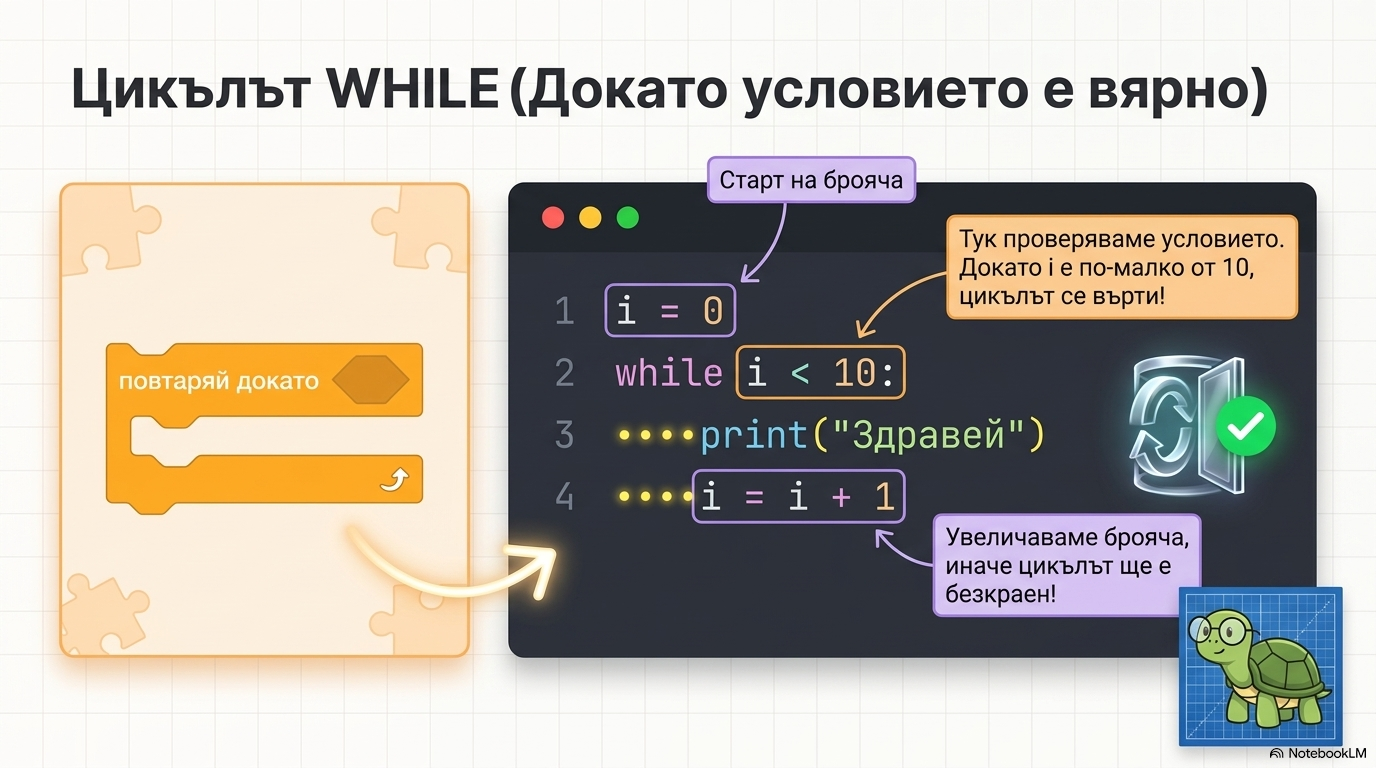 Цикълът WHILE (Докато условието е вярно)
повтаряй докато
Старт на брояча
Тук проверяваме условието.
Докато i е по-малко от 10,
цикълът се върти!
1 i = 0
2 while i < 10:
3 ••••print("Здравей")
4 ••••i = i + 1
Увеличаваме брояча,
иначе цикълът ще е
безкраен!
NotebookLM